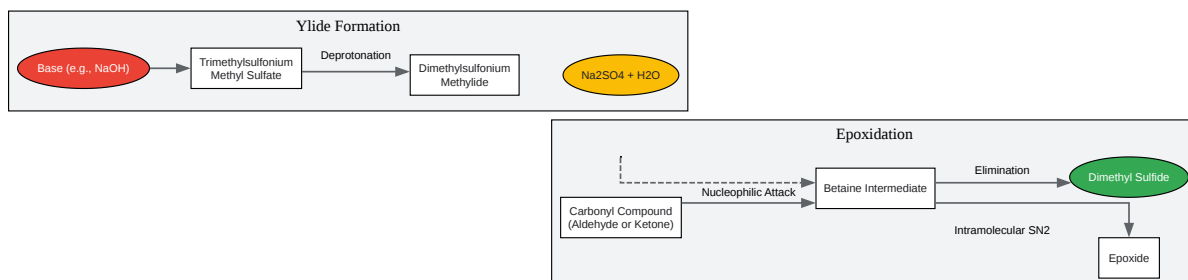 Ylide Formation
Base (e.g., NaOH)
Trimethylsulfonium
Methyl Sulfate
Deprotonation
Dimethylsulfonium
Methylide
Na2SO4 + H2O
Epoxidation
Carbonyl Compound
(Aldehyde or Ketone)
Nucleophilic Attack
Betaine Intermediate
Elimination
Dimethyl Sulfide
Intramolecular SN2
Epoxide